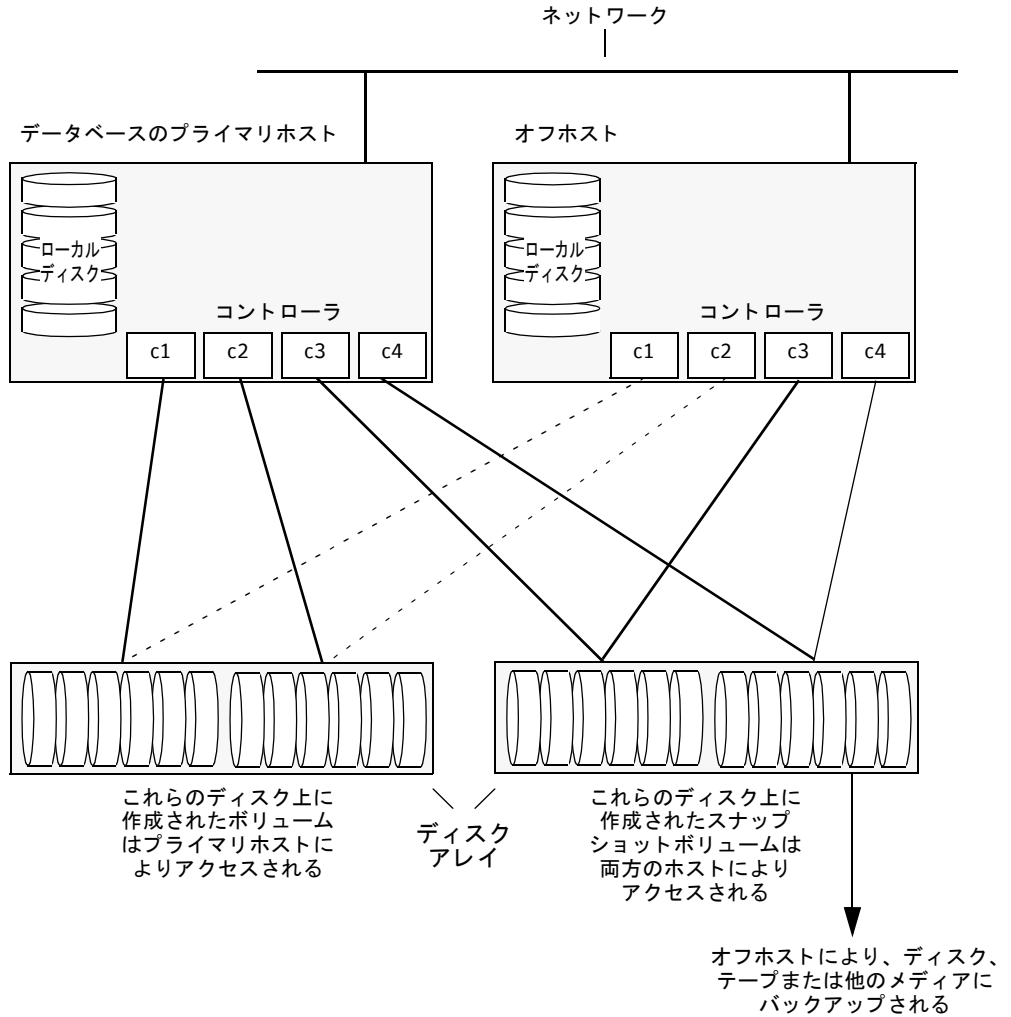 ネットワーク
データベースのプライマリホスト
オフホスト
ローカル
ディスク
コントローラ
c1
c2
c3
c4
ローカル
ディスク
コントローラ
c1
c2
c3
c4
これらのディスク上に
作成されたボリューム
はプライマリホストに
よりアクセスされる
ディスク
アレイ
これらのディスク上に
作成されたスナップ
ショットボリュームは
両方のホストにより
アクセスされる
オフホストにより、ディスク、
テープまたは他のメディアに
バックアップされる